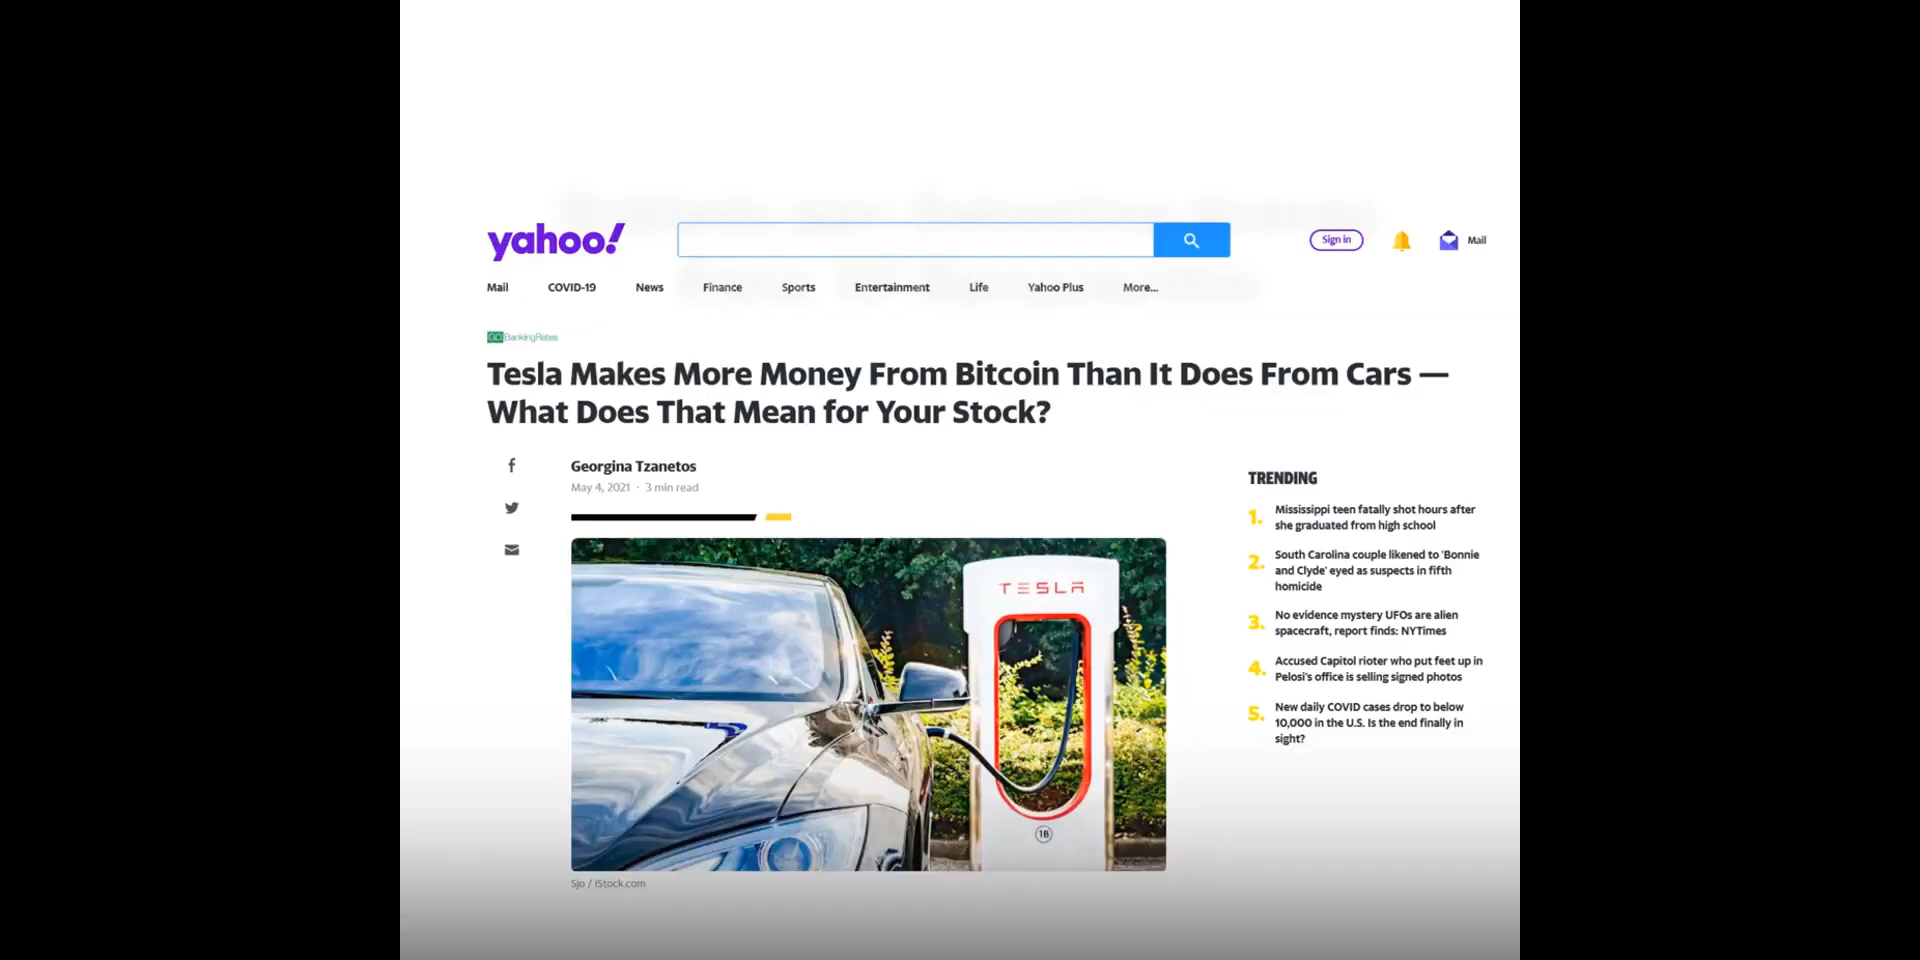 yahoo!
Sign in
Mail
Mail COVID-19 News Finance Sports Entertainment Life Yahoo Plus More...
GOBankingRates
Tesla Makes More Money From Bitcoin Than It Does From Cars —
What Does That Mean for Your Stock?
Georgina Tzanetos
May 4, 2021 · 3 min read
TESLA
1B
Sjo / iStock.com
TRENDING
1. Mississippi teen fatally shot hours after
she graduated from high school
2. South Carolina couple likened to 'Bonnie
and Clyde' eyed as suspects in fifth
homicide
3. No evidence mystery UFOs are alien
spacecraft, report finds: NYTimes
4. Accused Capitol rioter who put feet up in
Pelosi's office is selling signed photos
5. New daily COVID cases drop to below
10,000 in the U.S. Is the end finally in
sight?